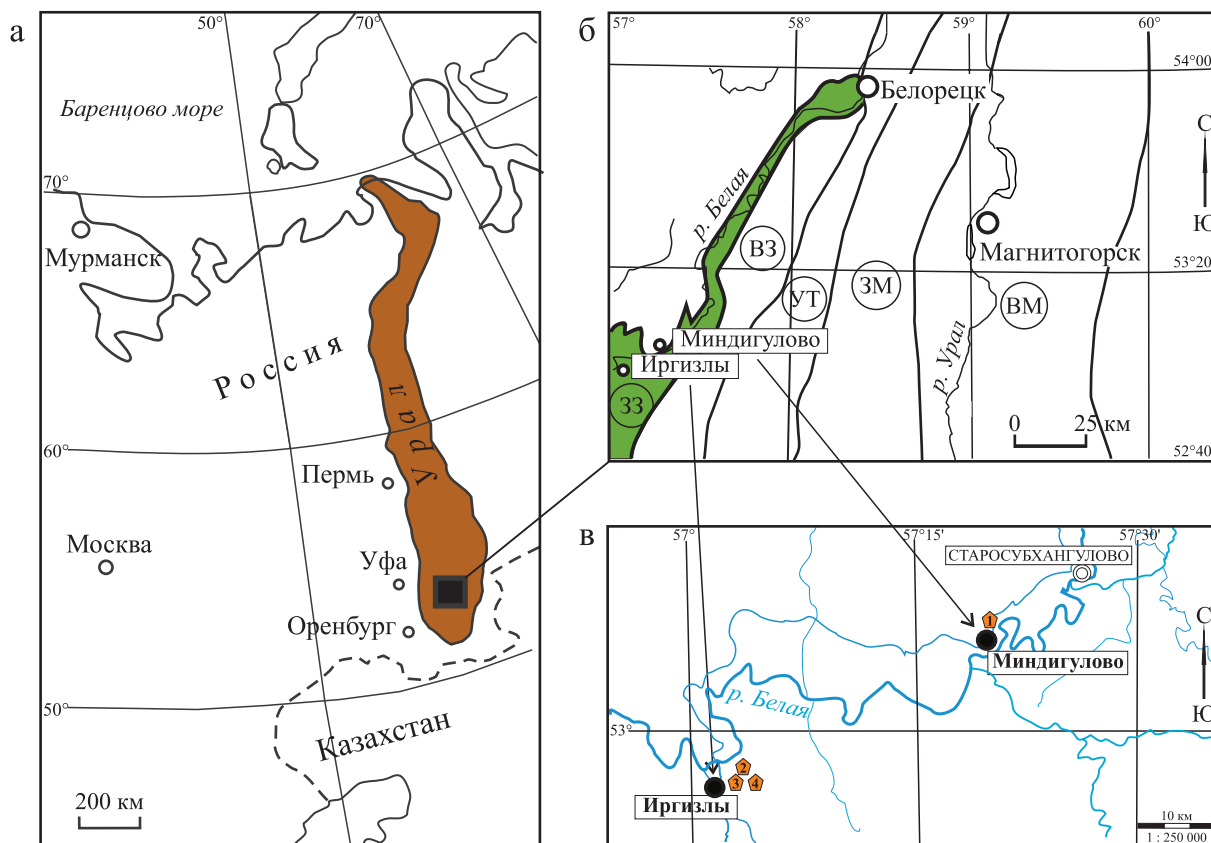 а
50°
70°
Баренцово море
70°
Мурманск
Россия
Урал
60°
Пермь
Москва
Уфа
Оренбург
50°
Казахстан
200 км
б
57°
58°
59°
60°
54°00'
Белорецк
С
Ю
р. Белая
ВЗ
Магнитогорск
53°20'
УТ
ЗМ
ВМ
Миндигулово
Иргизлы
р. Урал
ЗЗ
0 25 км
52°40'
в
57°
57°15'
57°30'
СТАРОСУБХАНГУЛОВО
1
С
Миндигулово
р. Белая
Ю
53°
2
3 4
Иргизлы
10 км
1 : 250 000